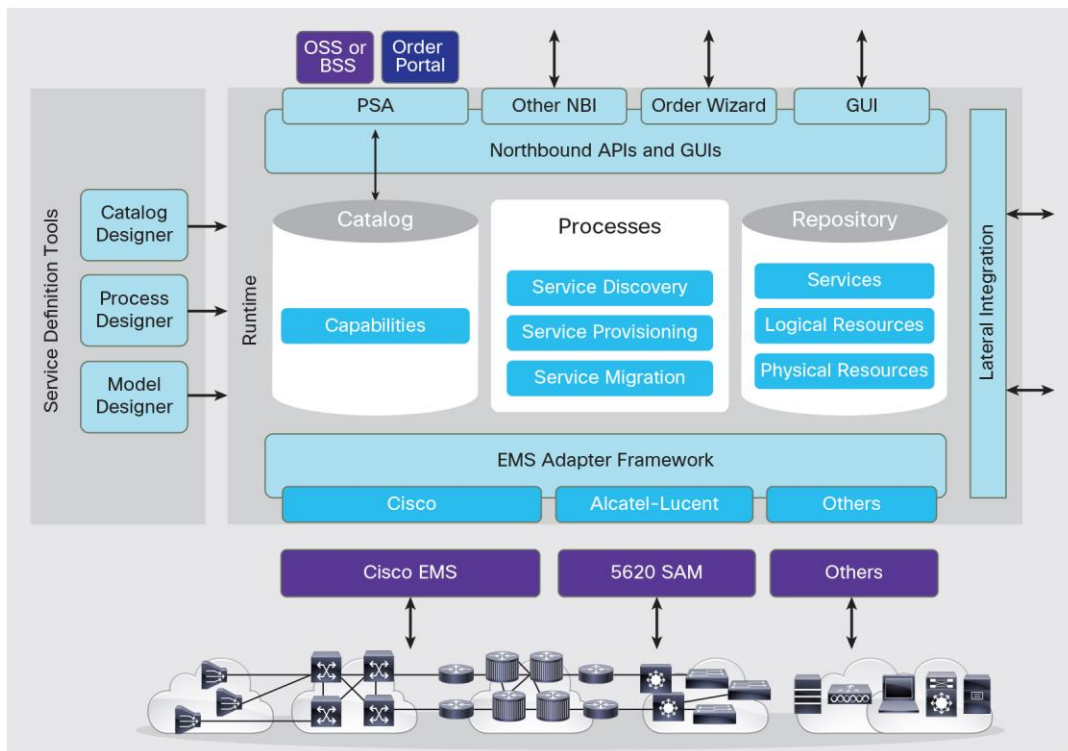 OSS or
BSS
Order
Portal
PSA
Other NBI
Order Wizard
GUI
Northbound APIs and GUIs
Service Definition Tools
Catalog
Designer
Process
Designer
Model
Designer
Runtime
Catalog
Capabilities
Processes
Service Discovery
Service Provisioning
Service Migration
Repository
Services
Logical Resources
Physical Resources
Lateral Integration
EMS Adapter Framework
Cisco
Alcatel-Lucent
Others
Cisco EMS
5620 SAM
Others